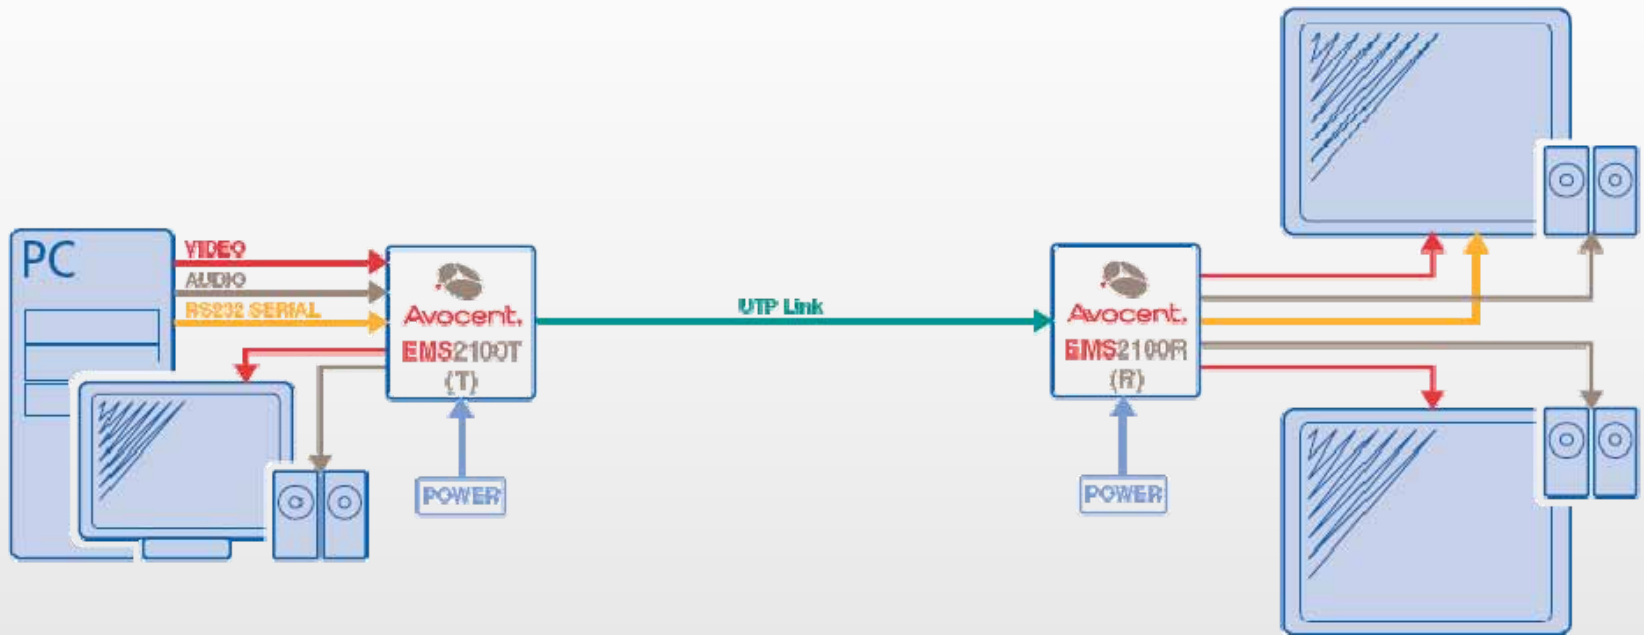 PC
VIDEO
AUDIO
RS232 SERIAL
Avocent.
EMS2100T
(T)
POWER
UTP Link
Avocent.
EMS2100R
(R)
POWER